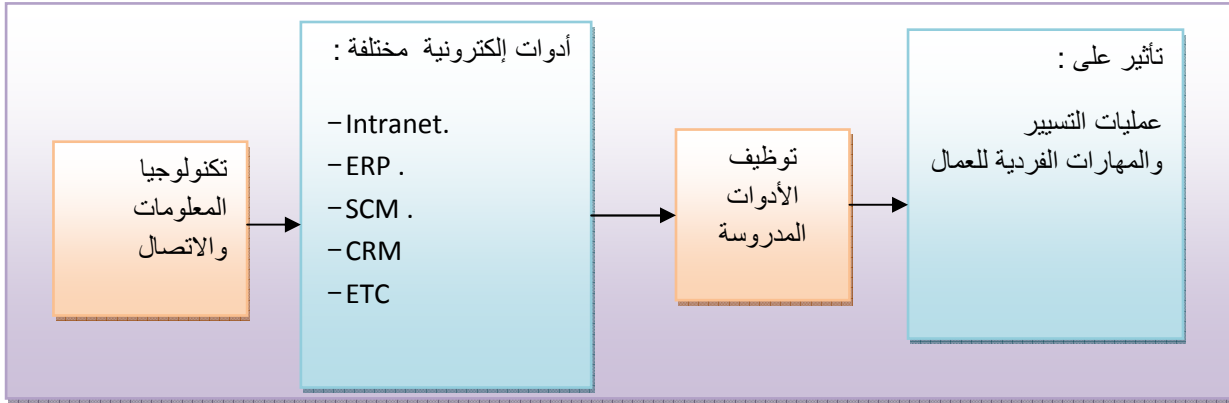 تكنولوجيا
المعلومات
والاتصال
أدوات إلكترونية مختلفة :
–Intranet.
–ERP .
–SCM .
–CRM
–ETC
توظيف
الأدوات
المدروسة
تأثير على :
عمليات التسيير
والمهارات الفردية للعمال